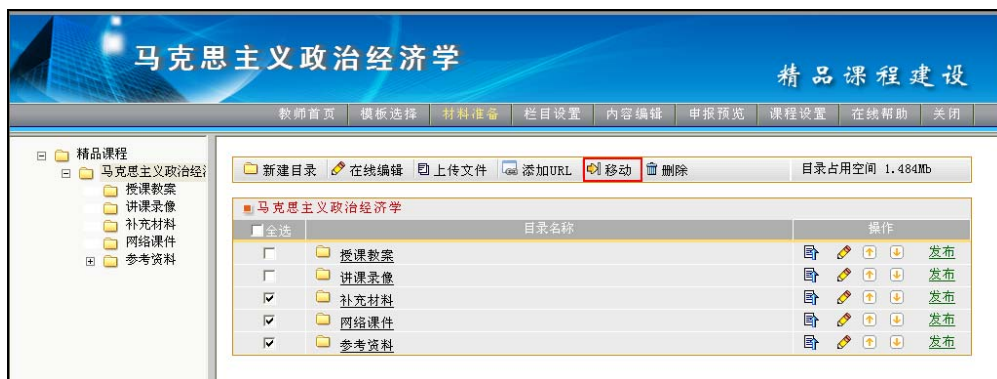 马克思主义政治经济学
精品课程建设
教师首页 模板选择 材料准备 栏目设置 内容编辑 申报预览 课程设置 在线帮助 关闭
精品课程
马克思主义政治经济
授课教案
讲课录像
补充材料
网络课件
参考资料
新建目录 在线编辑 上传文件 添加URL 移动 删除 目录占用空间 1.484Mb
马克思主义政治经济学
全选 目录名称 操作
授课教案 发布
讲课录像 发布
补充材料 发布
网络课件 发布
参考资料 发布